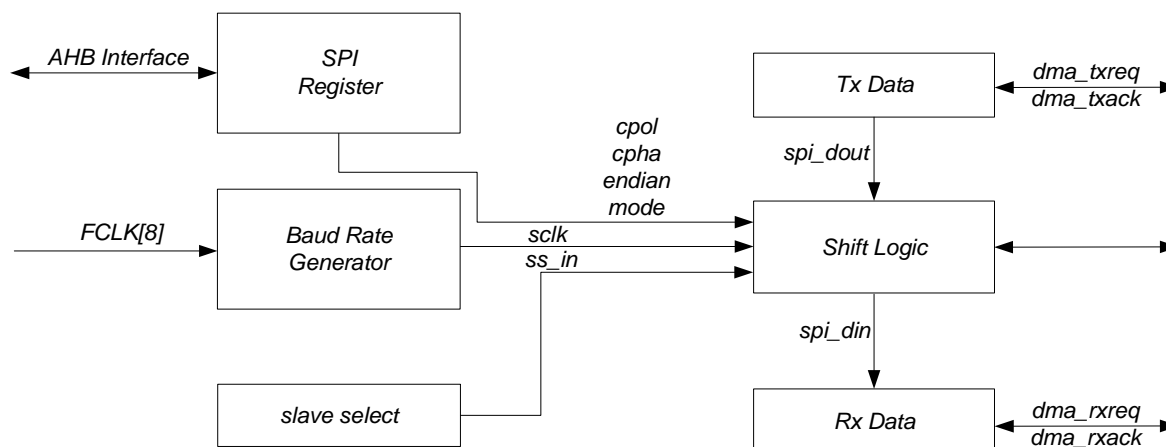 AHB Interface
SPI
Register
Tx Data
dma_txreq
dma_txack
cpol
cpha
endian
mode
spi_dout
FCLK[8]
Baud Rate
Generator
sclk
ss_in
Shift Logic
spi_din
slave select
Rx Data
dma_rxreq
dma_rxack